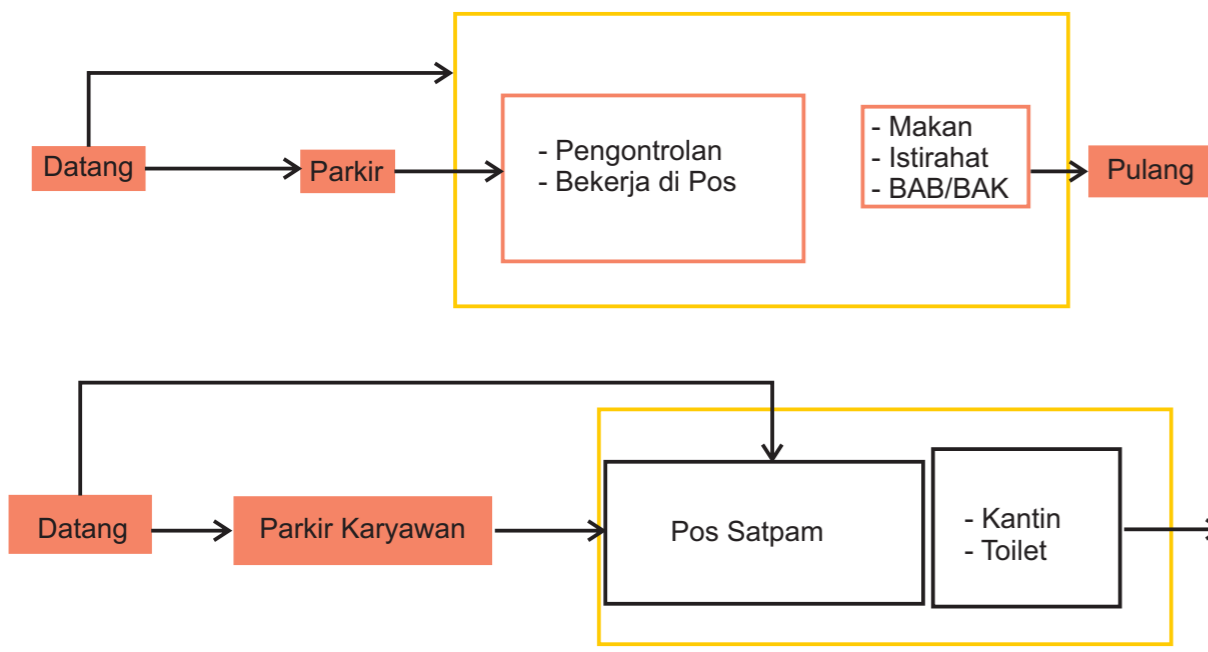 Datang
Parkir
- Pengontrolan
- Bekerja di Pos
- Makan
- Istirahat
- BAB/BAK
Pulang
Datang
Parkir Karyawan
Pos Satpam
- Kantin
- Toilet